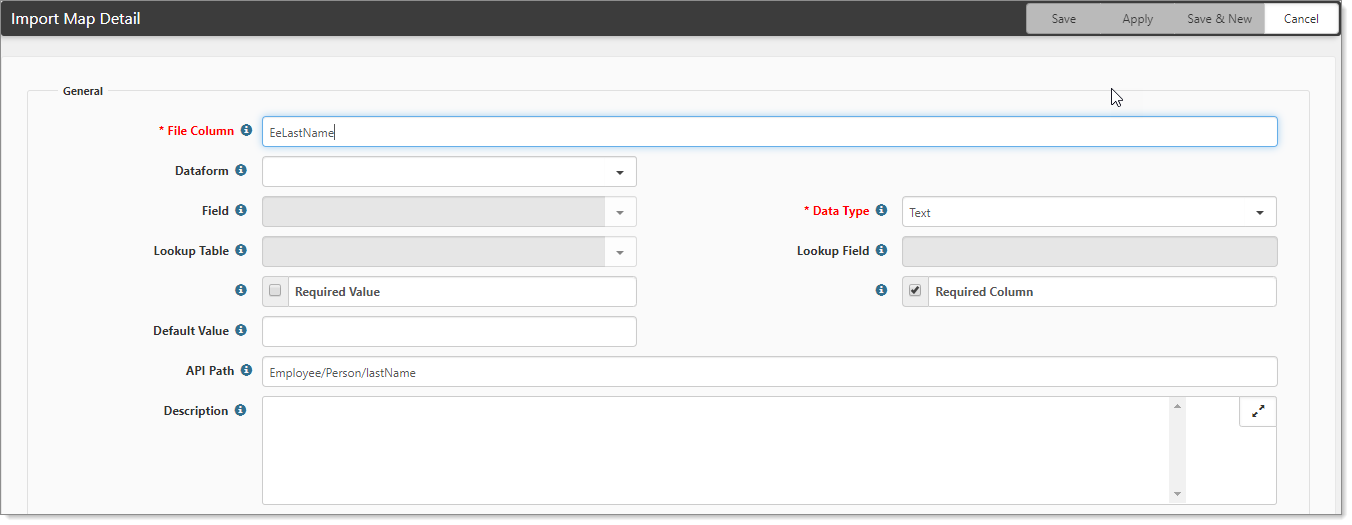 Import Map Detail Save Apply Save & New Cancel
General
* File Column EeLastName
Dataform
Field * Data Type Text
Lookup Table Lookup Field
Required Value Required Column
Default Value
API Path Employee/Person/lastName
Description